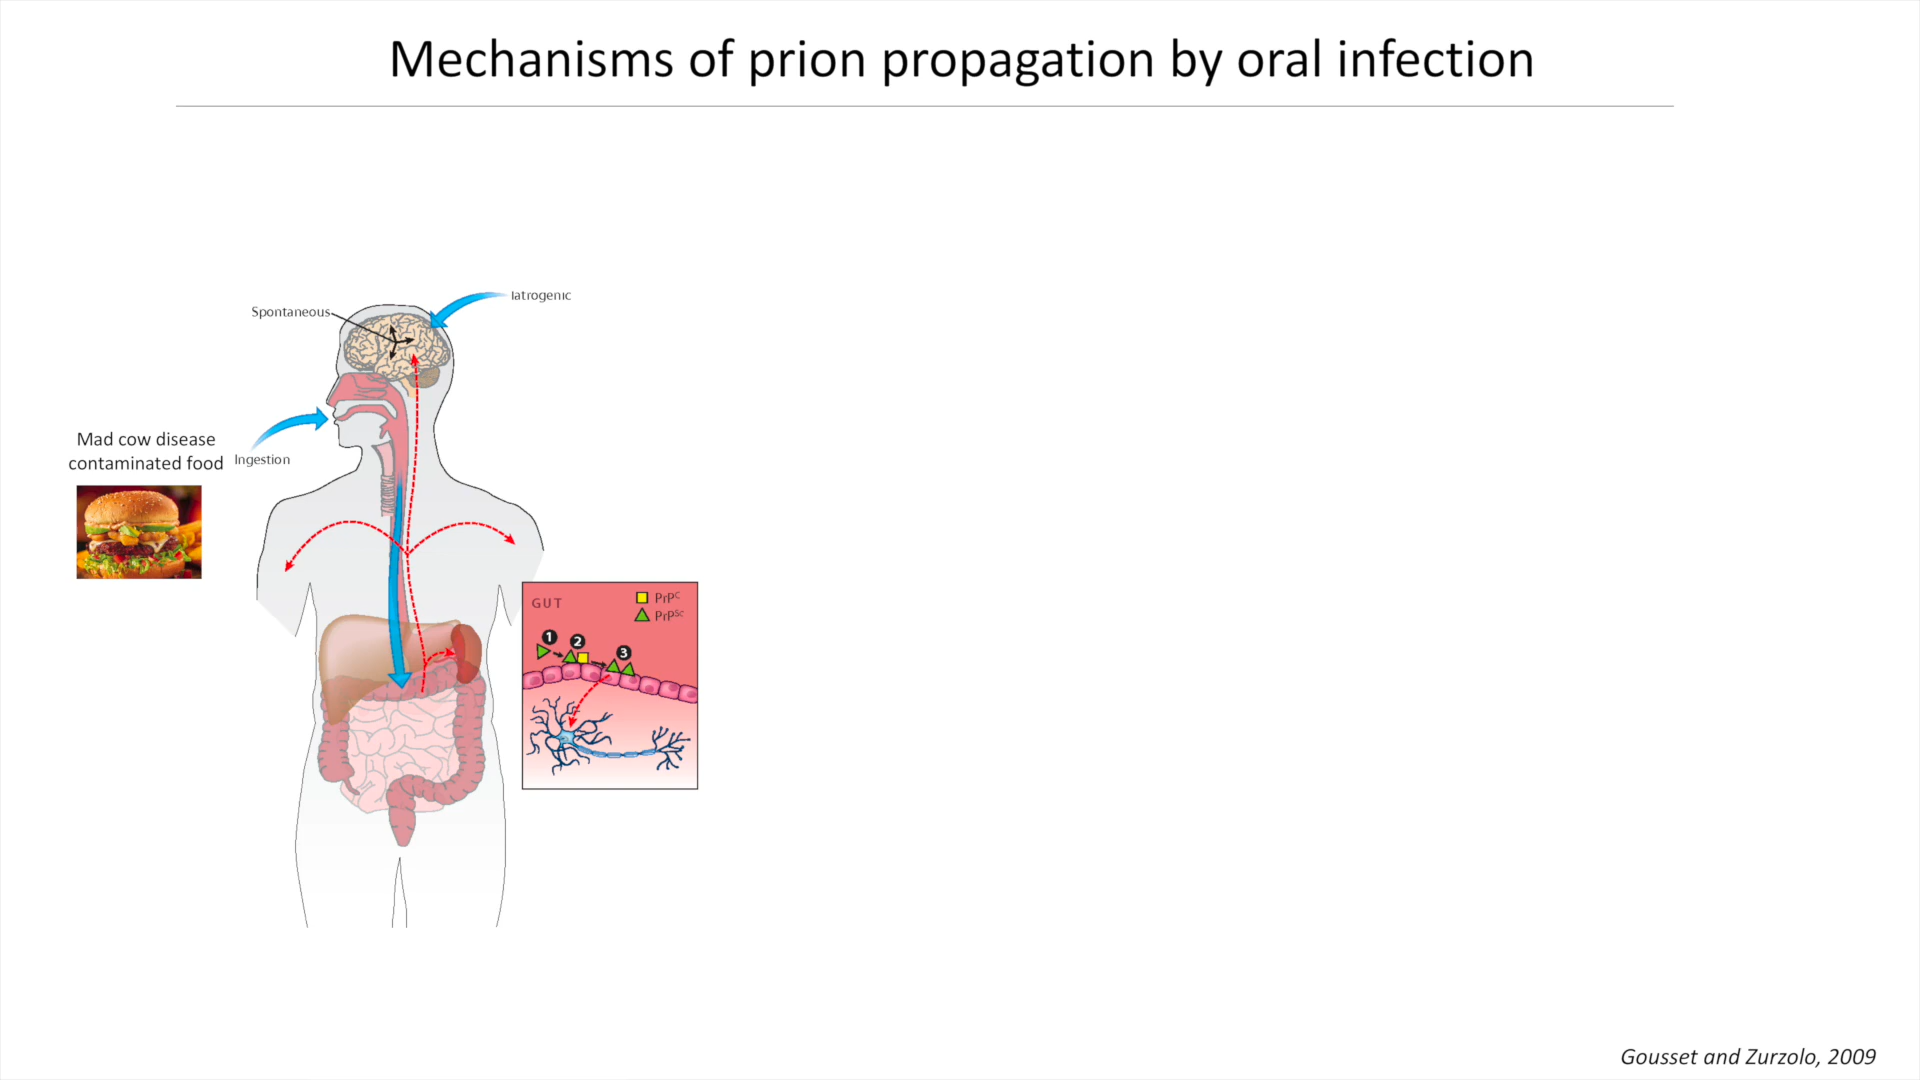 Mechanisms of prion propagation by oral infection
Iatrogenic
Spontaneous
Mad cow disease
contaminated food
Ingestion
GUT
PrPC
PrPSc
1
2
3
Gousset and Zurzolo, 2009